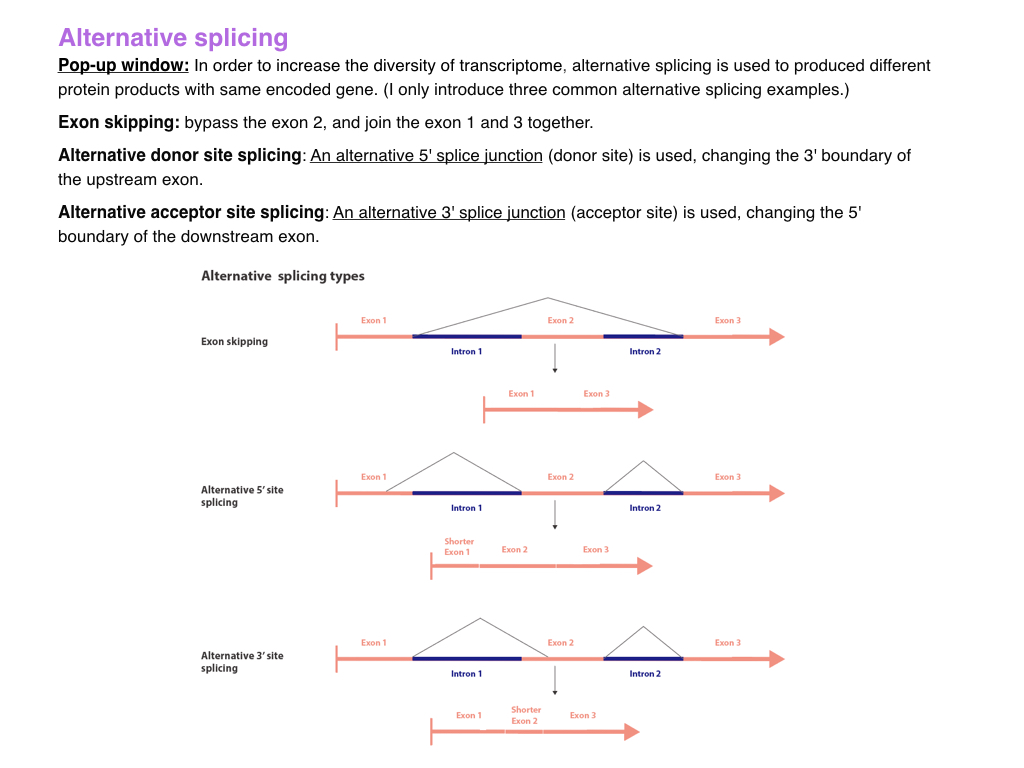 Alternative splicing
Pop-up window: In order to increase the diversity of transcriptome, alternative splicing is used to produced different
protein products with same encoded gene. (I only introduce three common alternative splicing examples.)
Exon skipping: bypass the exon 2, and join the exon 1 and 3 together.
Alternative donor site splicing: An alternative 5' splice junction (donor site) is used, changing the 3' boundary of
the upstream exon.
Alternative acceptor site splicing: An alternative 3' splice junction (acceptor site) is used, changing the 5'
boundary of the downstream exon.
Alternative splicing types
Exon 1
Exon 2
Exon 3
Exon skipping
Intron 1
Intron 2
Exon 1
Exon 3
Exon 1
Exon 2
Exon 3
Alternative 5' site
splicing
Intron 1
Intron 2
Shorter
Exon 1
Exon 2
Exon 3
Exon 1
Exon 2
Exon 3
Alternative 3' site
splicing
Intron 1
Intron 2
Exon 1
Shorter
Exon 2
Exon 3